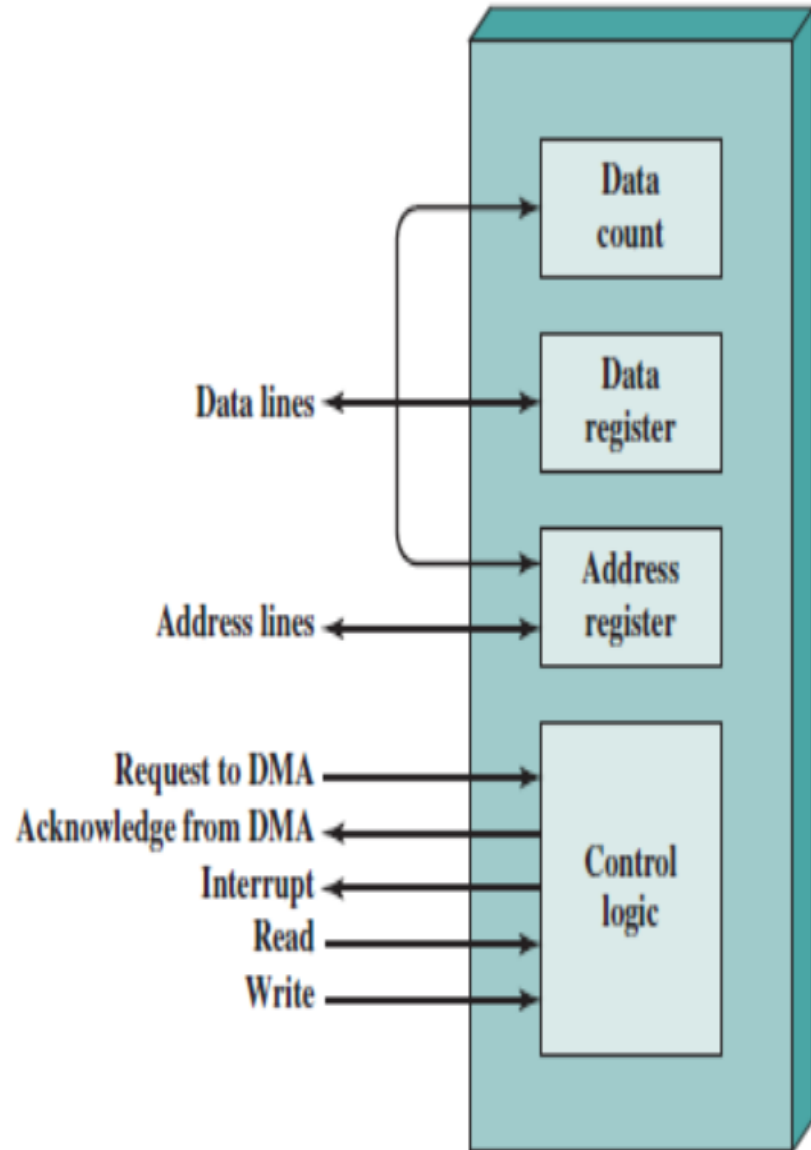 Data
count
Data lines
Data
register
Address
register
Address lines
Request to DMA
Acknowledge from DMA
Interrupt
Read
Write
Control
logic